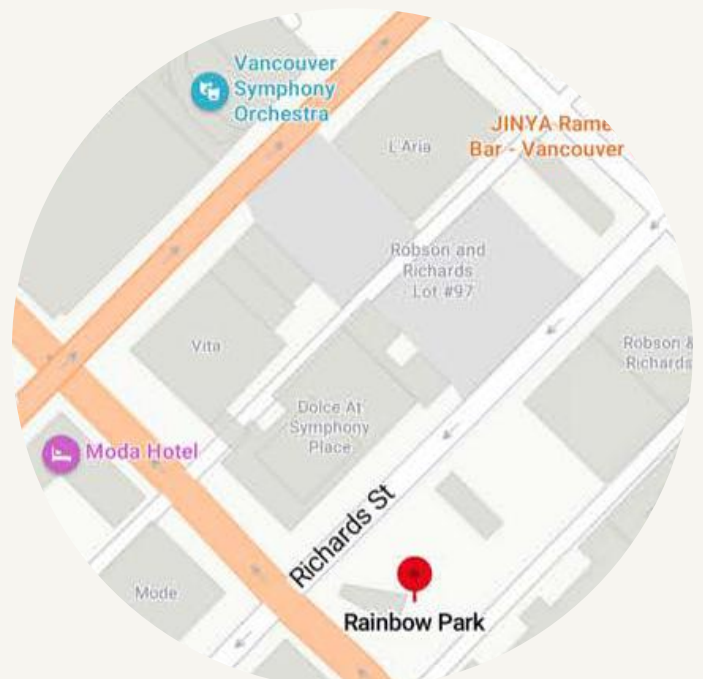 Vancouver
Symphony
Orchestra
L'Aria
JINYA Rame
Bar - Vancouver
Robson and
Richards
Lot #97
Vita
Robson &
Richards
Dolce At
Symphony
Place
Moda Hotel
Richards St
Mode
Rainbow Park